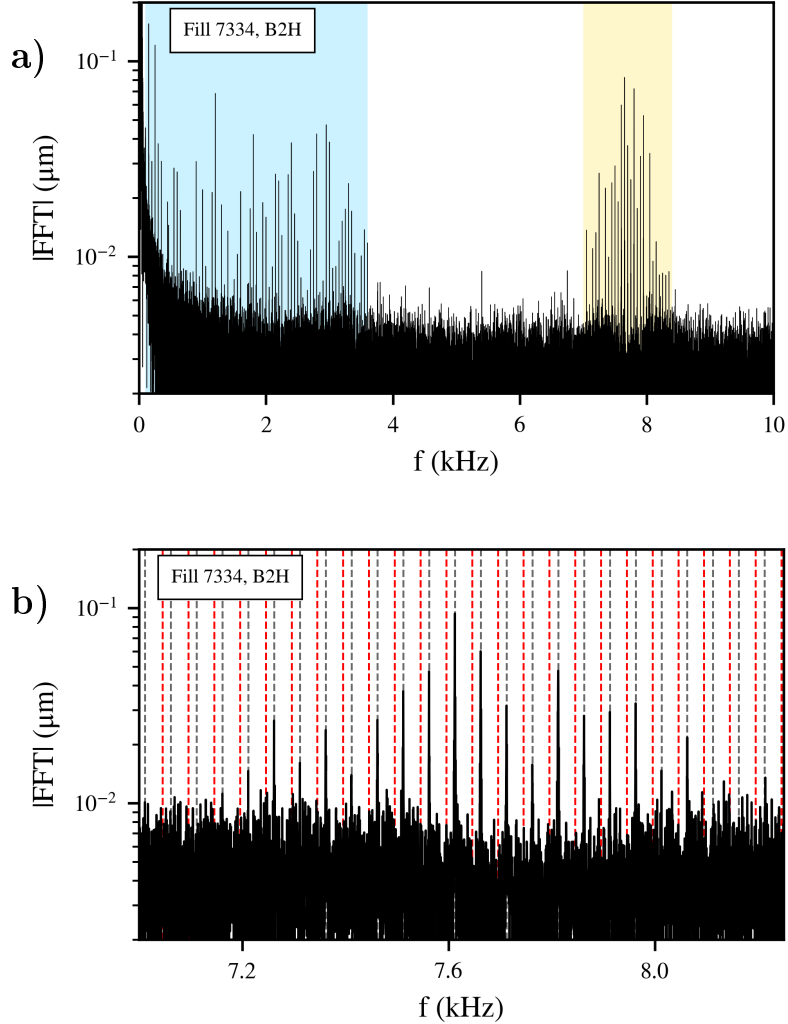 a)
Fill 7334, B2H
10⁻¹
10⁻²
|FFT| (μm)
0 2 4 6 8 10
f (kHz)
b)
Fill 7334, B2H
10⁻¹
10⁻²
|FFT| (μm)
7.2 7.6 8.0
f (kHz)